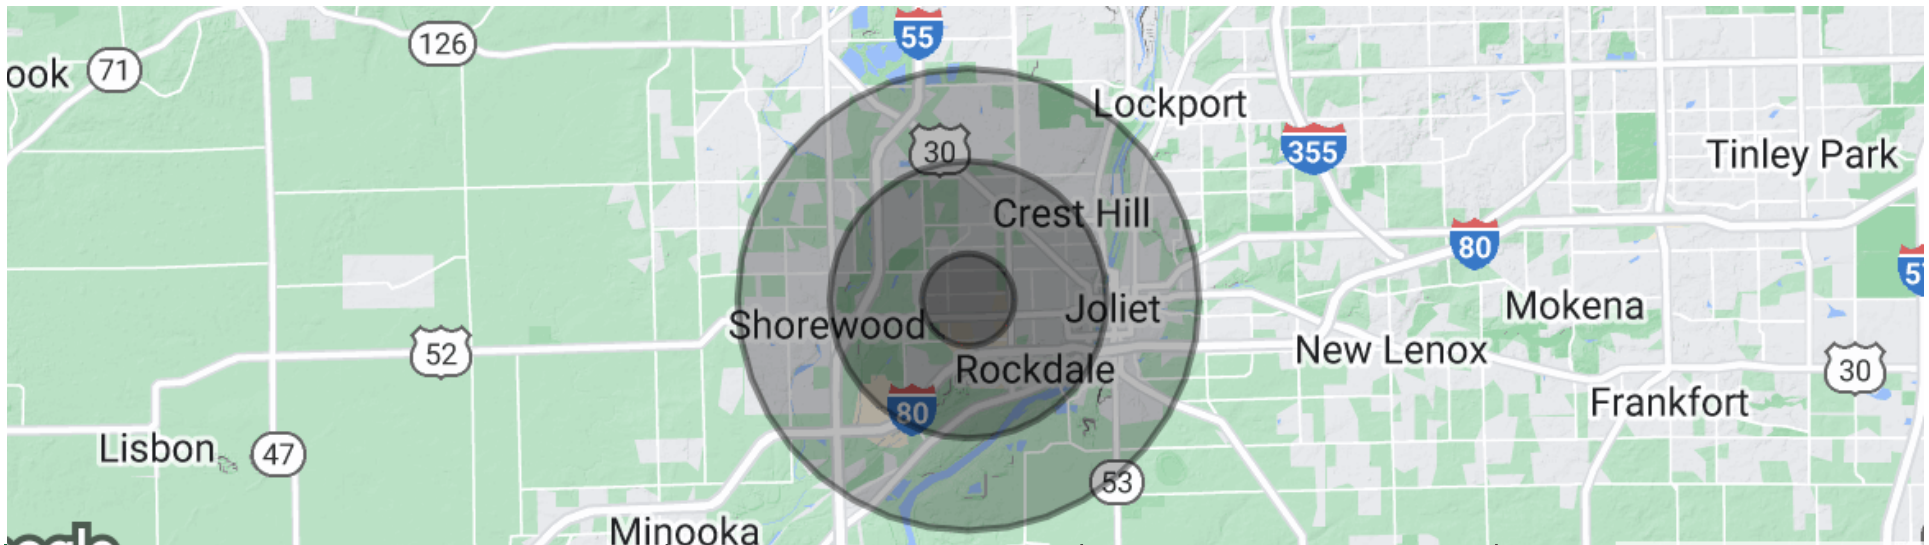 55
126
ook
71
Lockport
30
355
Tinley Park
Crest Hill
80
Shorewood
Joliet
Mokena
52
New Lenox
Rockdale
30
80
Frankfort
Lisbon
47
53
Minooka